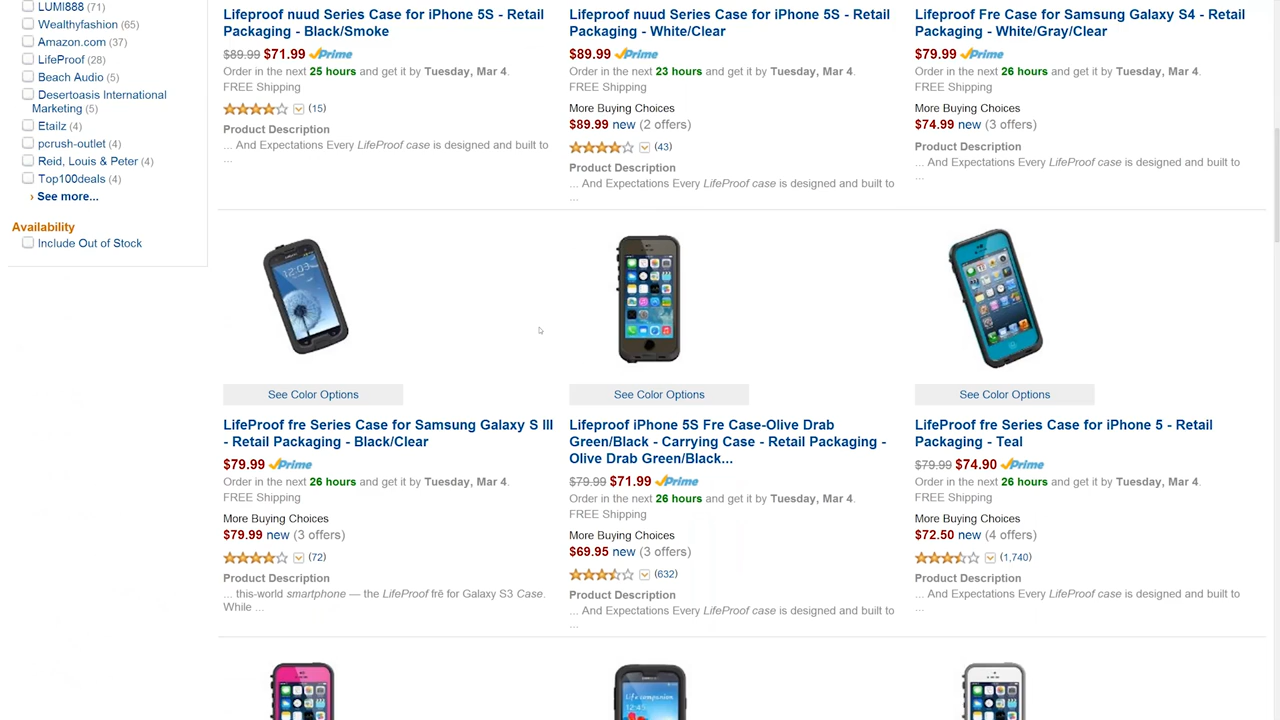 LUMI888 (71)
Wealthyfashion (65)
Amazon.com (37)
LifeProof (28)
Beach Audio (5)
Desertoasis International
Marketing (5)
Etailz (4)
pcrush-outlet (4)
Reid, Louis & Peter (4)
Top100deals (4)
› See more...
Availability
Include Out of Stock
Lifeproof nuud Series Case for iPhone 5S - Retail
Packaging - Black/Smoke
$89.99 $71.99 Prime
Order in the next 25 hours and get it by Tuesday, Mar 4.
FREE Shipping
(15)
Product Description
... And Expectations Every LifeProof case is designed and built to
...
Lifeproof nuud Series Case for iPhone 5S - Retail
Packaging - White/Clear
$89.99 Prime
Order in the next 23 hours and get it by Tuesday, Mar 4.
FREE Shipping
More Buying Choices
$89.99 new (2 offers)
(43)
Product Description
... And Expectations Every LifeProof case is designed and built to
...
Lifeproof Fre Case for Samsung Galaxy S4 - Retail
Packaging - White/Gray/Clear
$79.99 Prime
Order in the next 26 hours and get it by Tuesday, Mar 4.
FREE Shipping
More Buying Choices
$74.99 new (3 offers)
Product Description
... And Expectations Every LifeProof case is designed and built to
...
12:03
See Color Options
LifeProof fre Series Case for Samsung Galaxy S III
- Retail Packaging - Black/Clear
$79.99 Prime
Order in the next 26 hours and get it by Tuesday, Mar 4.
FREE Shipping
More Buying Choices
$79.99 new (3 offers)
(72)
Product Description
... this-world smartphone — the LifeProof frē for Galaxy S3 Case.
While ...
See Color Options
Lifeproof iPhone 5S Fre Case-Olive Drab
Green/Black - Carrying Case - Retail Packaging -
Olive Drab Green/Black...
$79.99 $71.99 Prime
Order in the next 26 hours and get it by Tuesday, Mar 4.
FREE Shipping
More Buying Choices
$69.95 new (3 offers)
(632)
Product Description
... And Expectations Every LifeProof case is designed and built to
...
See Color Options
LifeProof fre Series Case for iPhone 5 - Retail
Packaging - Teal
$79.99 $74.90 Prime
Order in the next 26 hours and get it by Tuesday, Mar 4.
FREE Shipping
More Buying Choices
$72.50 new (4 offers)
(1,740)
Product Description
... And Expectations Every LifeProof case is designed and built to
...
Life companion
12:45